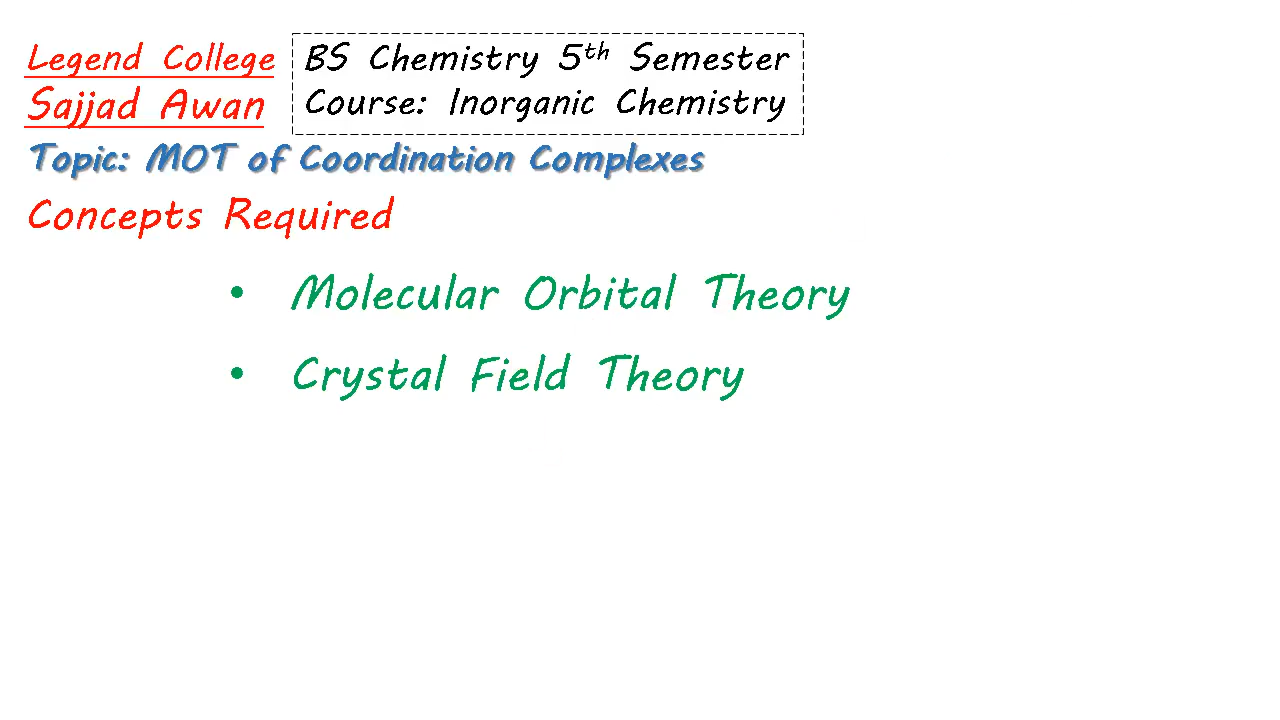 Legend College
Sajjad Awan
BS Chemistry 5th Semester
Course: Inorganic Chemistry
Topic: MOT of Coordination Complexes
Concepts Required
• Molecular Orbital Theory
• Crystal Field Theory